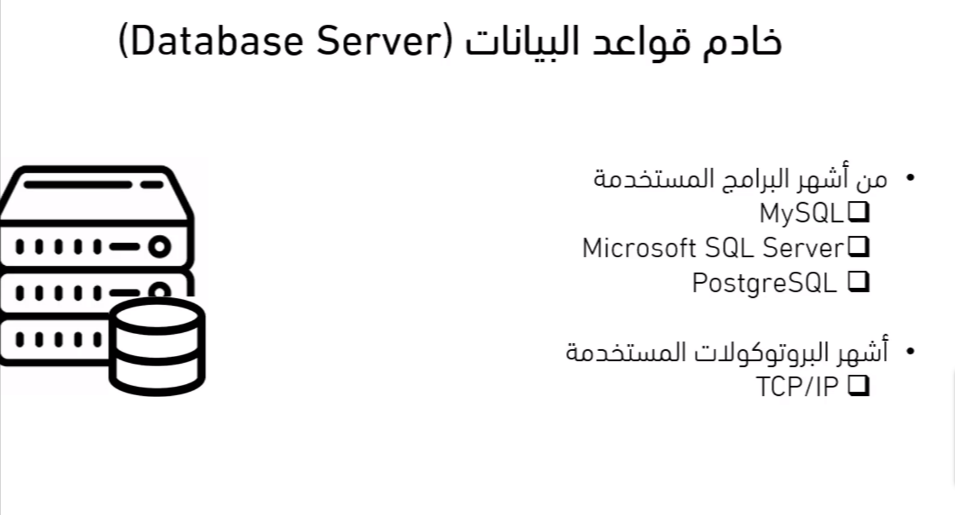 خادم قواعد البيانات (Database Server)
• من أشهر البرامج المستخدمة
❑ MySQL
❑ Microsoft SQL Server
❑ PostgreSQL
• أشهر البروتوكولات المستخدمة
❑ TCP/IP